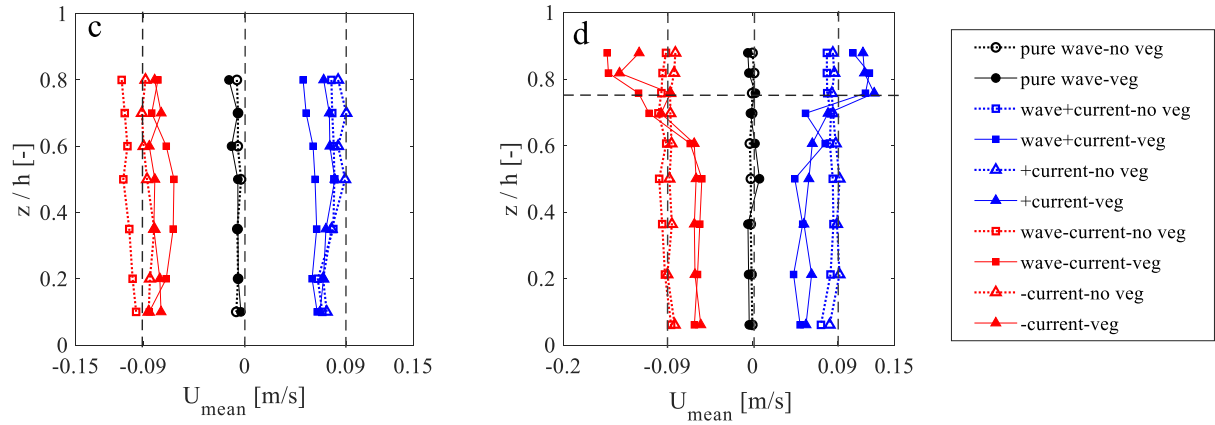 c
1
0.8
0.6
0.4
0.2
0
z / h [-]
-0.15
-0.09
0
0.09
0.15
U_mean [m/s]
d
1
0.8
0.6
0.4
0.2
0
z / h [-]
-0.2
-0.09
0
0.09
0.15
U_mean [m/s]
pure wave-no veg
pure wave-veg
wave+current-no veg
wave+current-veg
+current-no veg
+current-veg
wave-current-no veg
wave-current-veg
-current-no veg
-current-veg